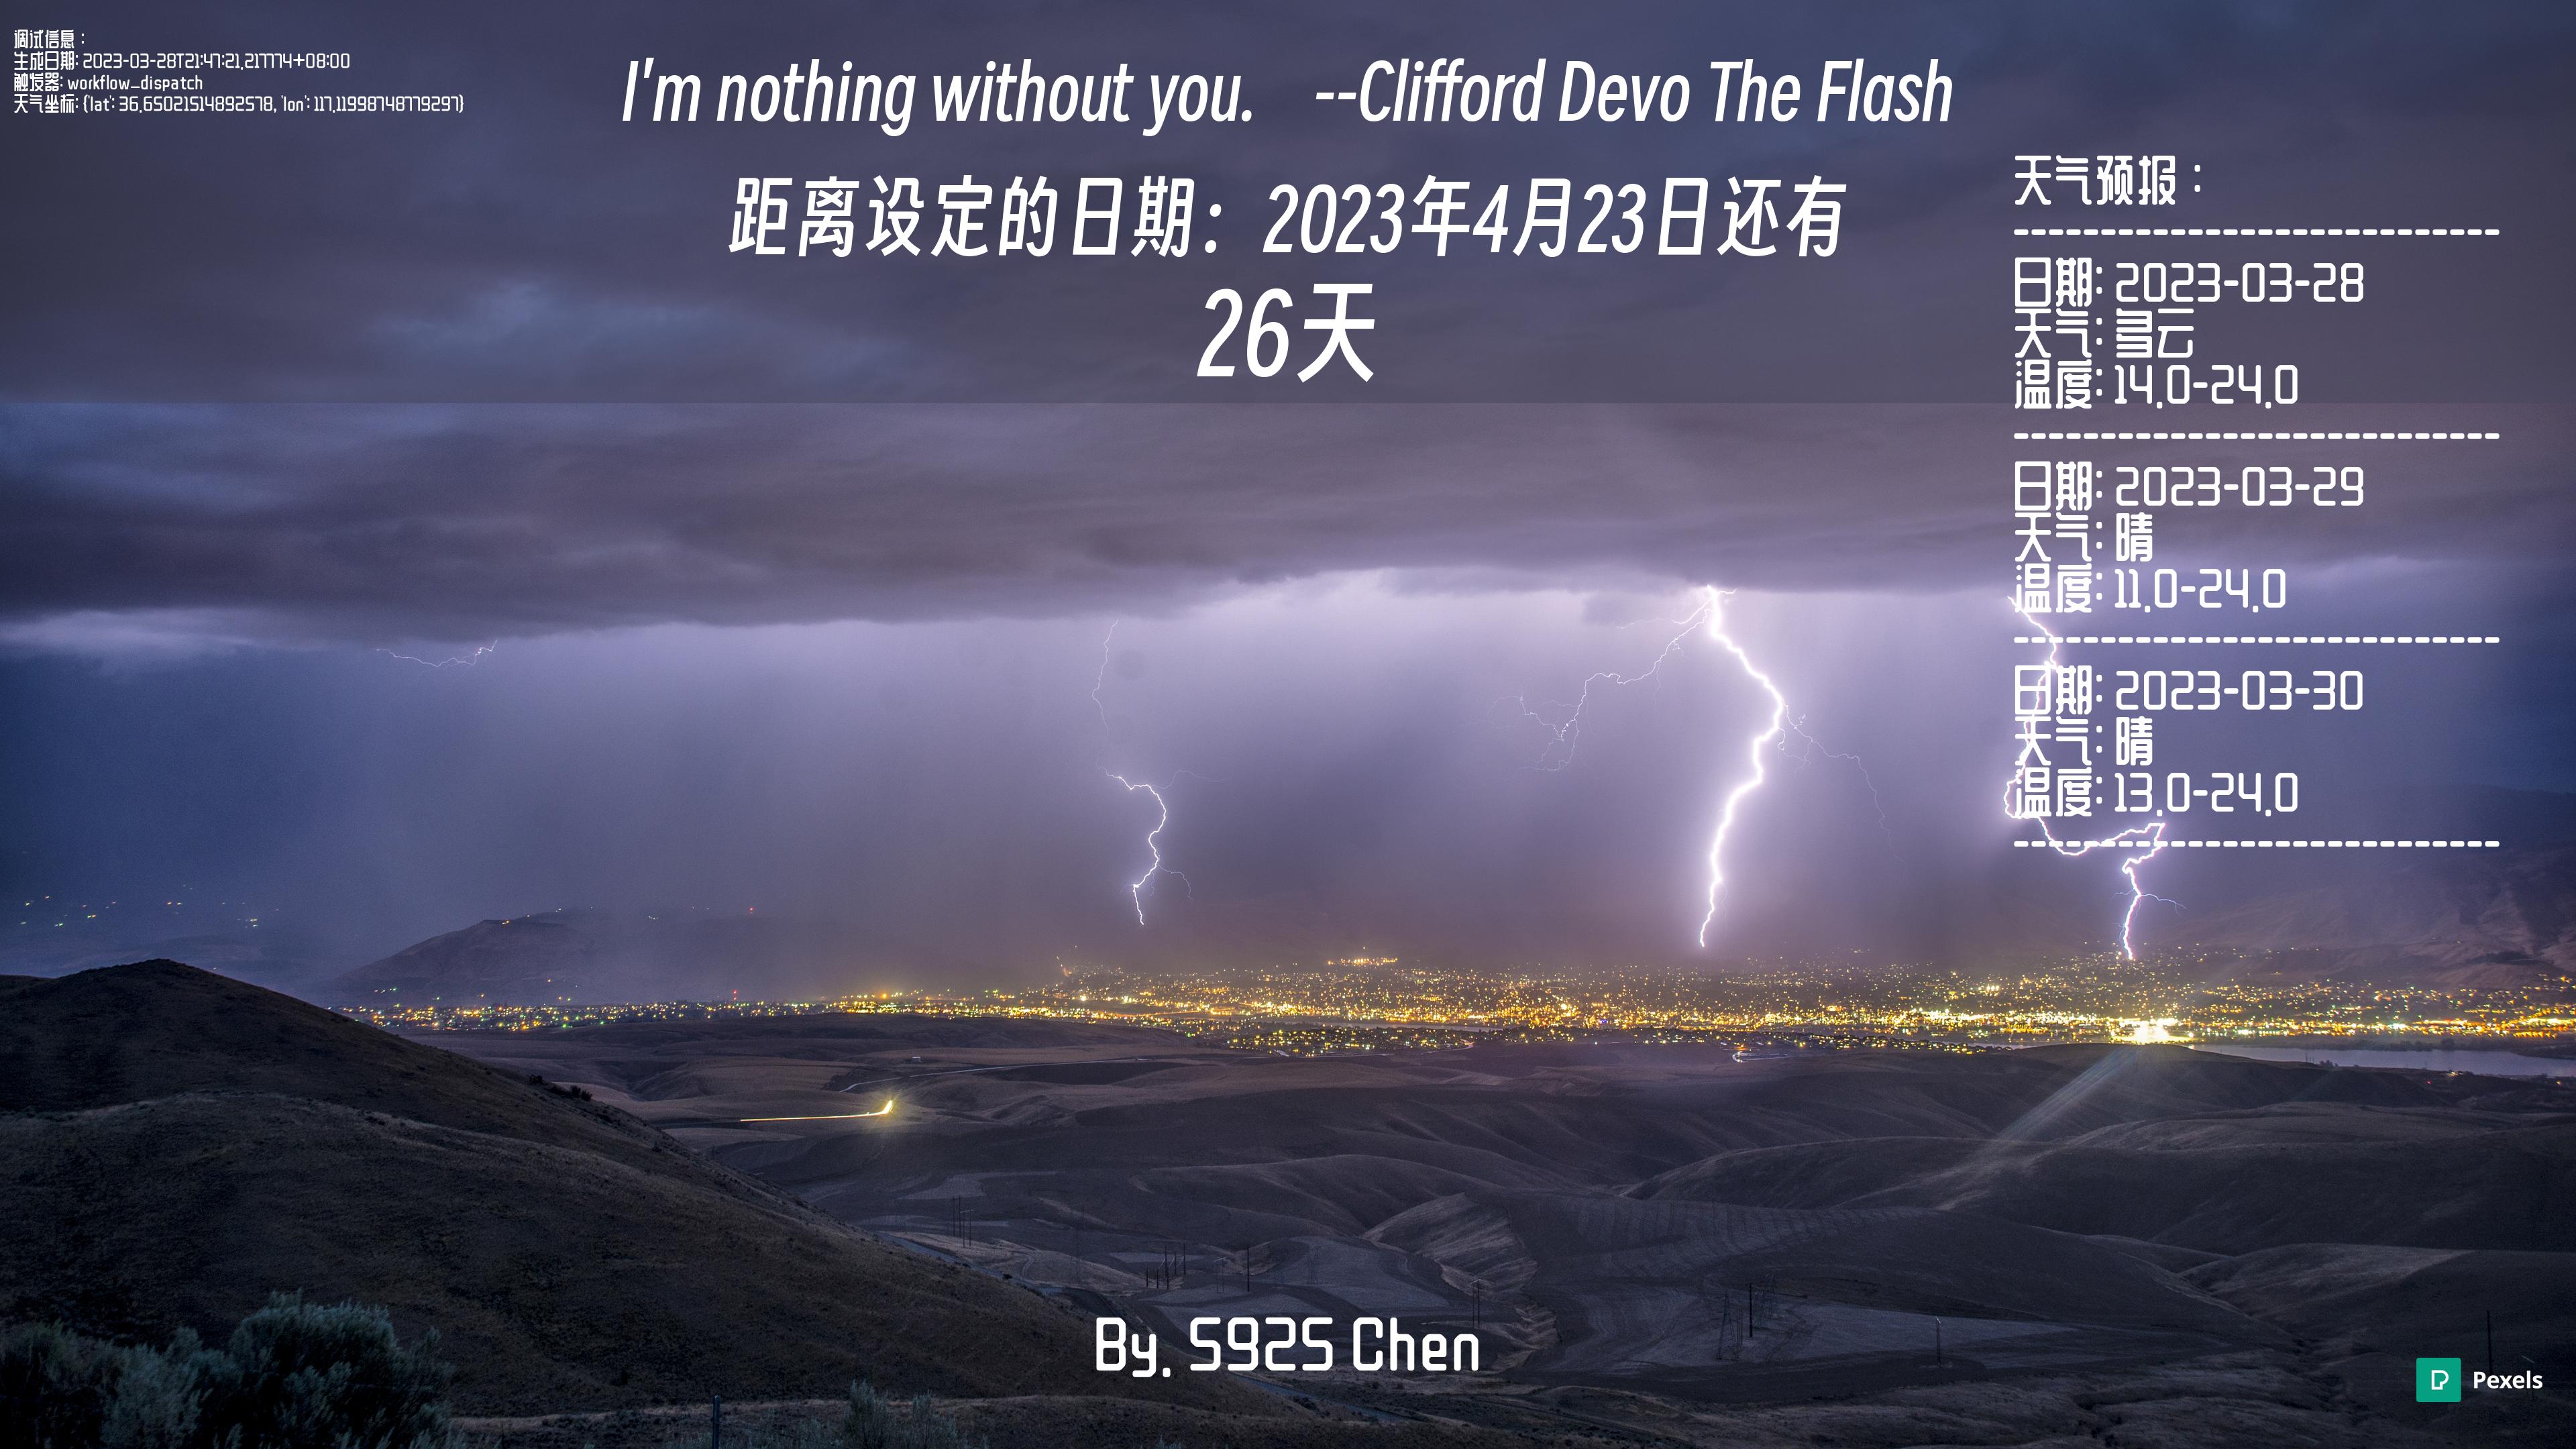 调试信息：
生成日期: 2023-03-28T21:47:21.217774+08:00
触发器: workflow_dispatch
天气坐标: {'lat': 36.65021514892578, 'lon': 117.11998748779297}
I'm nothing without you.   --Clifford Devo The Flash
距离设定的日期：2023年4月23日还有
26天
天气预报：
----------------------------
日期: 2023-03-28
天气: 多云
温度: 14.0-24.0
----------------------------
日期: 2023-03-29
天气: 晴
温度: 11.0-24.0
----------------------------
日期: 2023-03-30
天气: 晴
温度: 13.0-24.0
----------------------------
By. 5925 Chen
Pexels